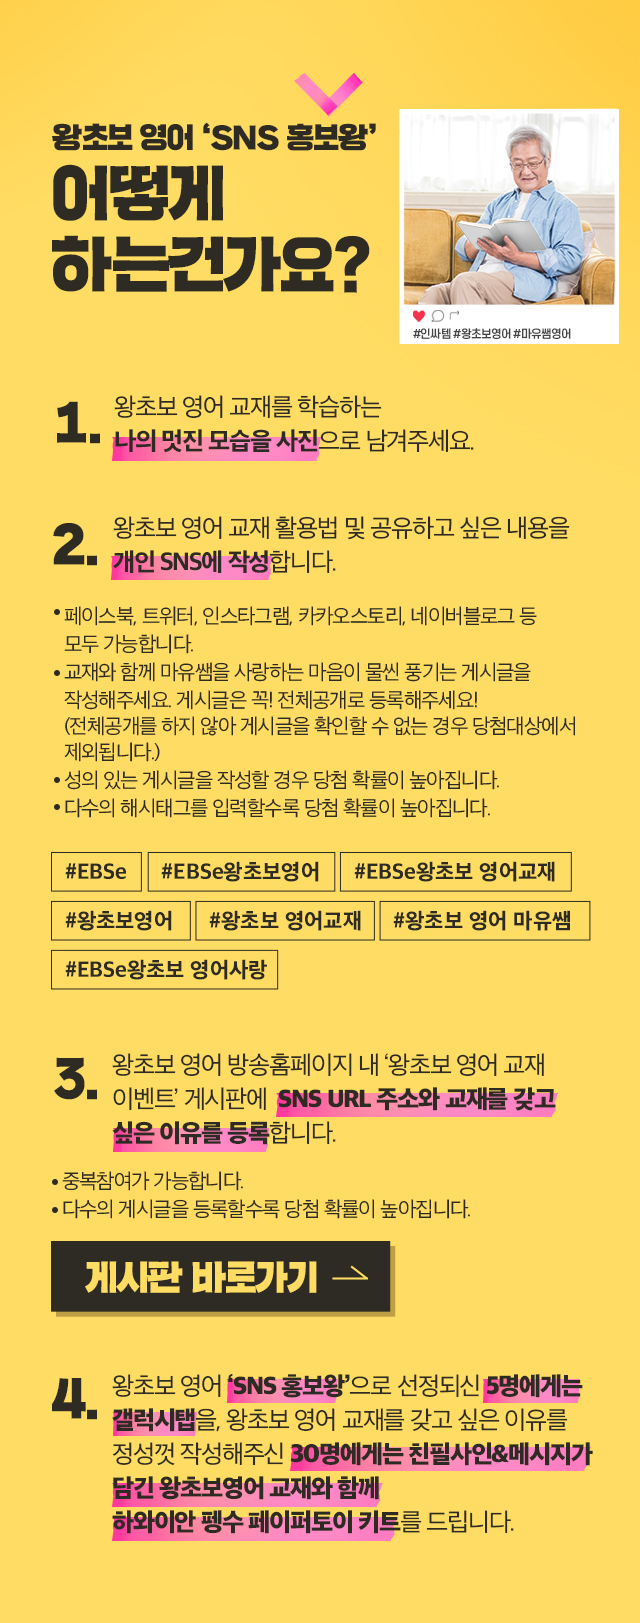 왕초보 영어 ‘SNS 홍보왕’
어떻게
하는건가요?
#인싸템 #왕초보영어 #마유쌤영어
1. 왕초보 영어 교재를 학습하는
나의 멋진 모습을 사진으로 남겨주세요.
2. 왕초보 영어 교재 활용법 및 공유하고 싶은 내용을
개인 SNS에 작성합니다.
• 페이스북, 트위터, 인스타그램, 카카오스토리, 네이버블로그 등
모두 가능합니다.
• 교재와 함께 마유쌤을 사랑하는 마음이 물씬 풍기는 게시글을
작성해주세요. 게시글은 꼭! 전체공개로 등록해주세요!
(전체공개를 하지 않아 게시글을 확인할 수 없는 경우 당첨대상에서
제외됩니다.)
• 성의 있는 게시글을 작성할 경우 당첨 확률이 높아집니다.
• 다수의 해시태그를 입력할수록 당첨 확률이 높아집니다.
#EBSe #EBSe왕초보영어 #EBSe왕초보 영어교재
#왕초보영어 #왕초보 영어교재 #왕초보 영어 마유쌤
#EBSe왕초보 영어사랑
3. 왕초보 영어 방송홈페이지 내 ‘왕초보 영어 교재
이벤트’ 게시판에 SNS URL 주소와 교재를 갖고
싶은 이유를 등록합니다.
• 중복참여가 가능합니다.
• 다수의 게시글을 등록할수록 당첨 확률이 높아집니다.
게시판 바로가기
4. 왕초보 영어 ‘SNS 홍보왕’으로 선정되신 5명에게는
갤럭시탭을, 왕초보 영어 교재를 갖고 싶은 이유를
정성껏 작성해주신 30명에게는 친필사인&메시지가
담긴 왕초보영어 교재와 함께
하와이안 펭수 페이퍼토이 키트를 드립니다.